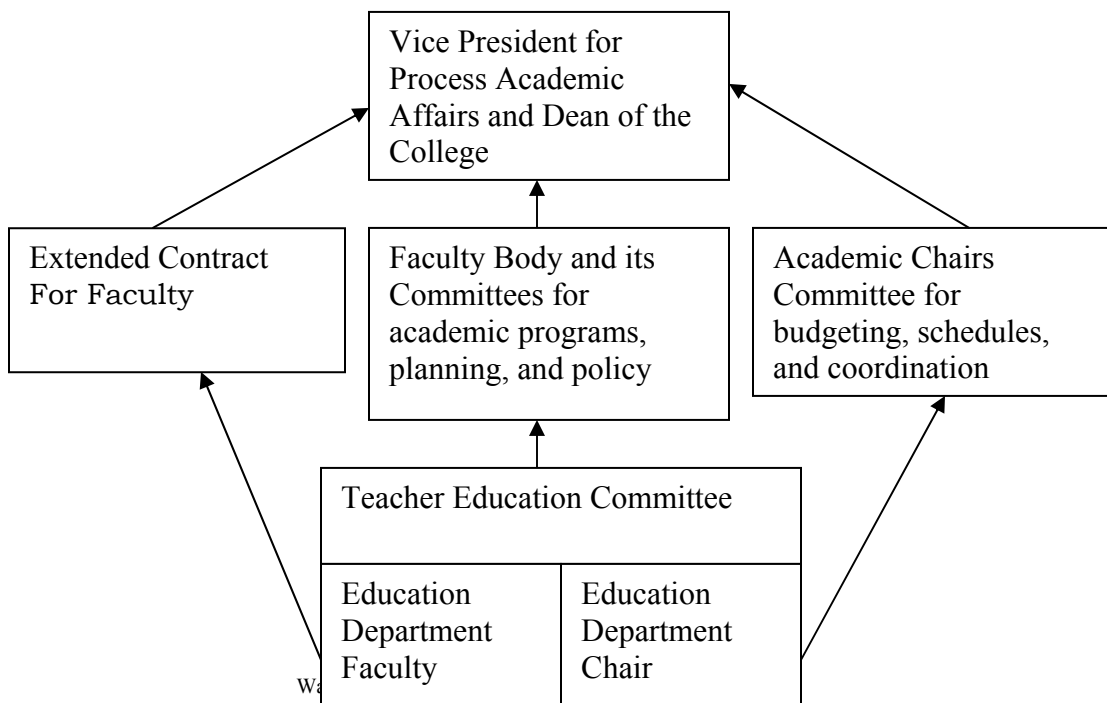 Vice President for
Process Academic
Affairs and Dean of the
College
Extended Contract
For Faculty
Faculty Body and its
Committees for
academic programs,
planning, and policy
Academic Chairs
Committee for
budgeting, schedules,
and coordination
Teacher Education Committee
Education
Department
Faculty
Education
Department
Chair